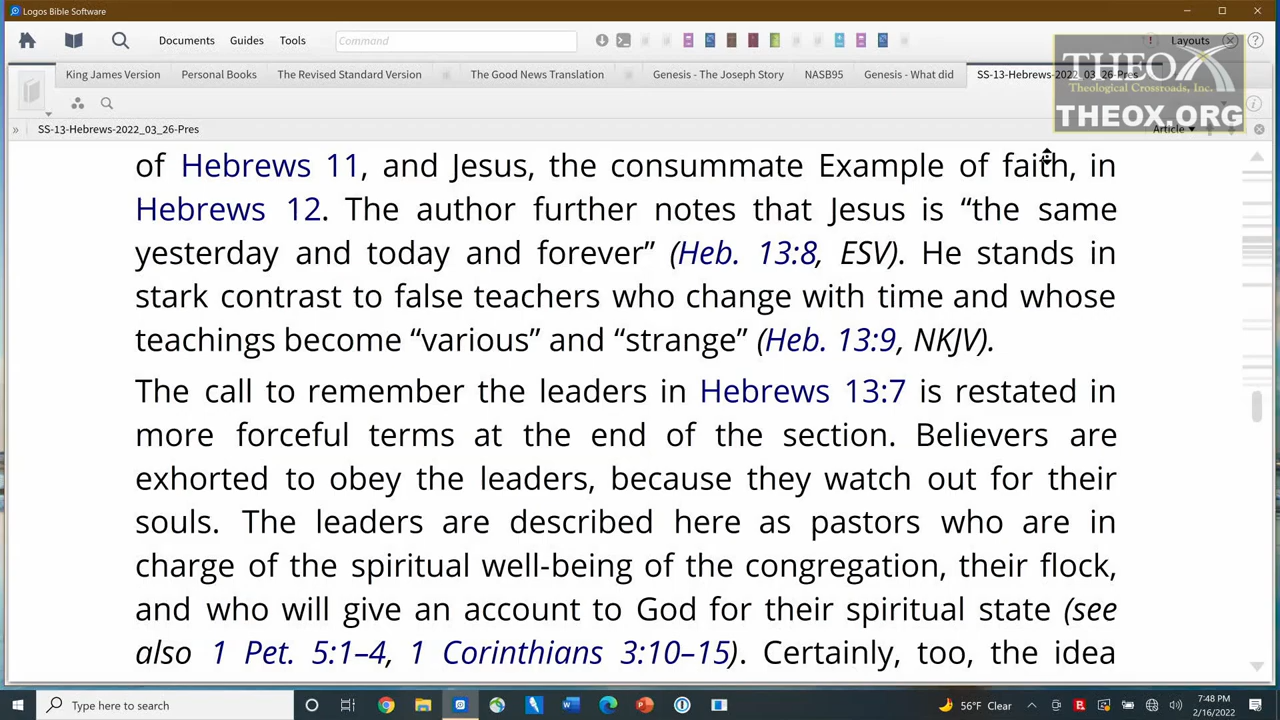 Logos Bible Software
Documents Guides Tools Command Layouts
King James Version Personal Books The Revised Standard Version The Good News Translation Genesis - The Joseph Story NASB95 Genesis - What did SS-13-Hebrews-2022_03_26-Pres
THEOX
Theological Crossroads, Inc.
THEOX.ORG
» SS-13-Hebrews-2022_03_26-Pres Article
of Hebrews 11, and Jesus, the consummate Example of faith, in
Hebrews 12. The author further notes that Jesus is “the same
yesterday and today and forever” (Heb. 13:8, ESV). He stands in
stark contrast to false teachers who change with time and whose
teachings become “various” and “strange” (Heb. 13:9, NKJV).
The call to remember the leaders in Hebrews 13:7 is restated in
more forceful terms at the end of the section. Believers are
exhorted to obey the leaders, because they watch out for their
souls. The leaders are described here as pastors who are in
charge of the spiritual well-being of the congregation, their flock,
and who will give an account to God for their spiritual state (see
also 1 Pet. 5:1–4, 1 Corinthians 3:10–15). Certainly, too, the idea
Type here to search 56°F Clear 7:48 PM
2/16/2022